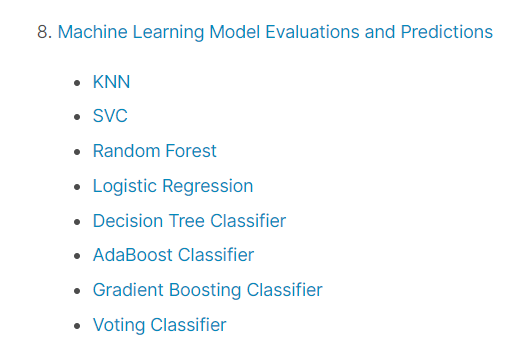 8. Machine Learning Model Evaluations and Predictions
• KNN
• SVC
• Random Forest
• Logistic Regression
• Decision Tree Classifier
• AdaBoost Classifier
• Gradient Boosting Classifier
• Voting Classifier